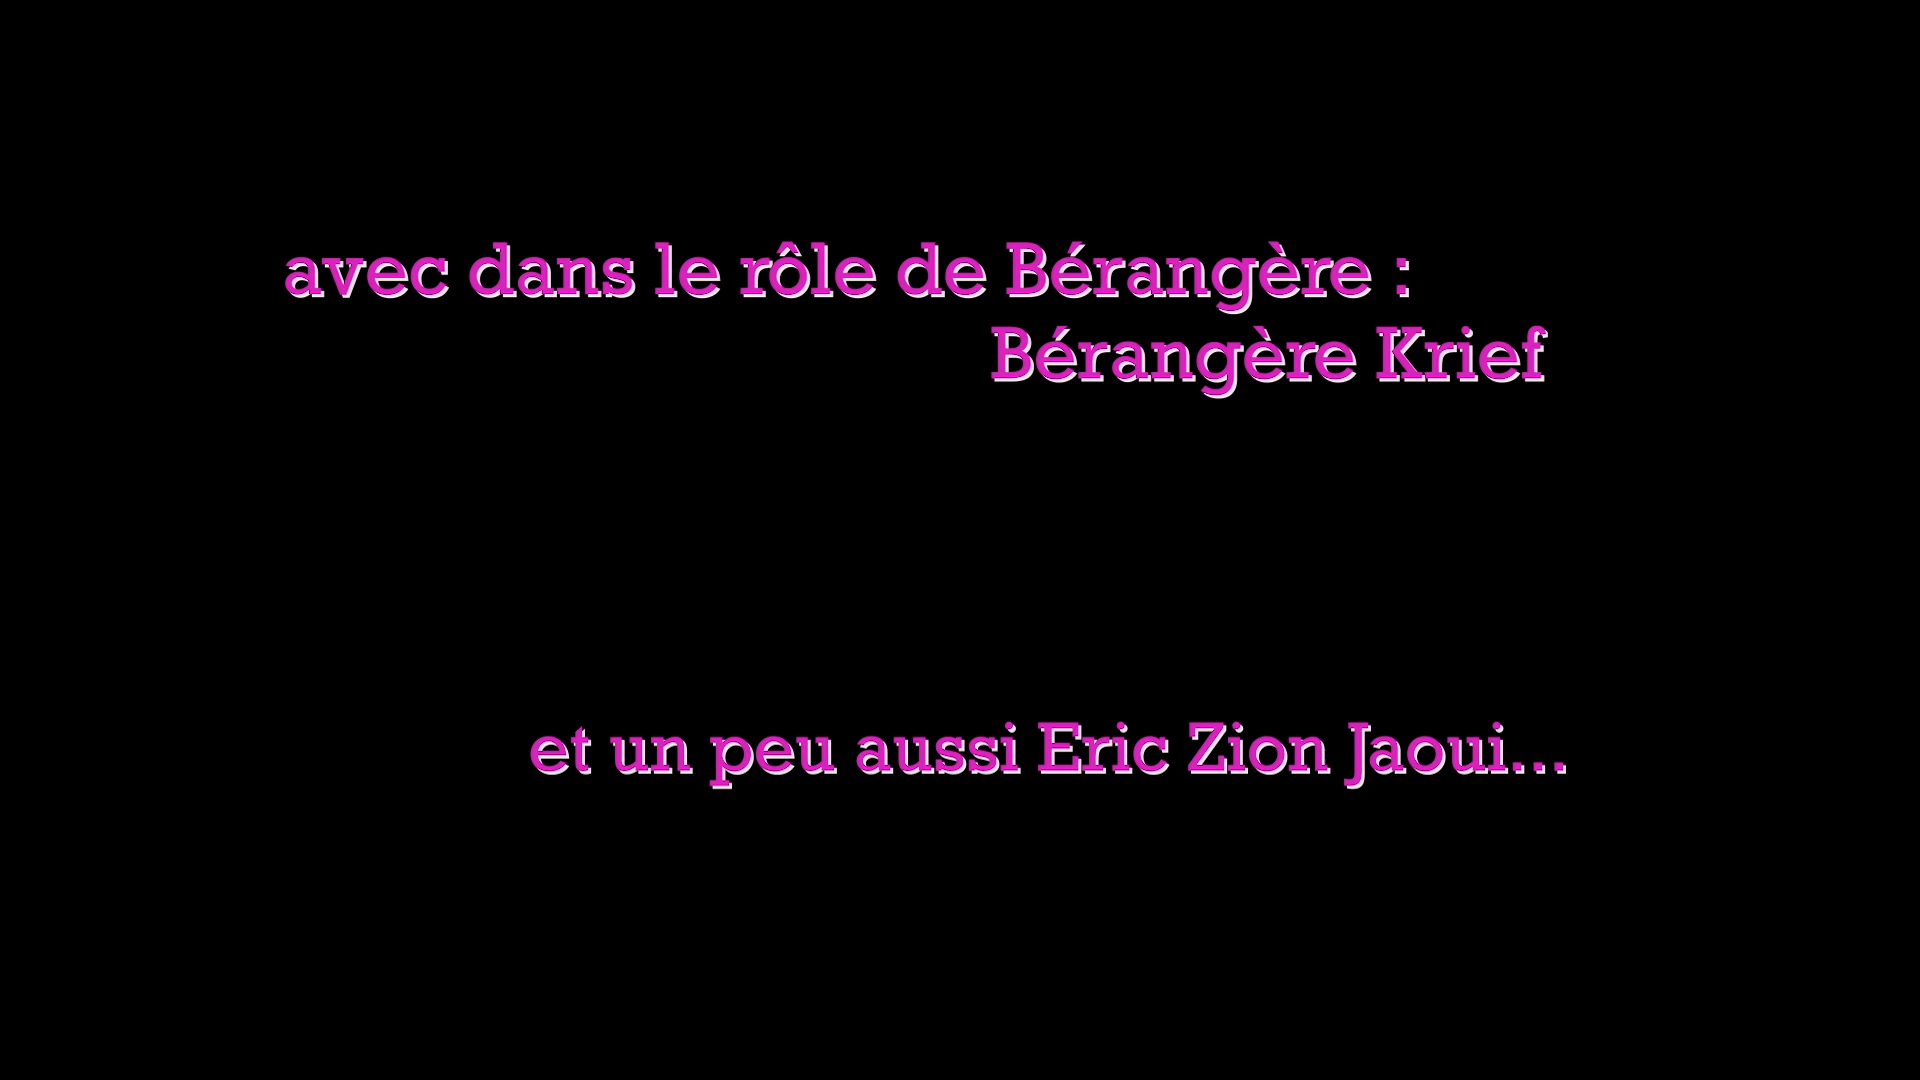 avec dans le rôle de Bérangère :
Bérangère Krief
et un peu aussi Eric Zion Jaoui...